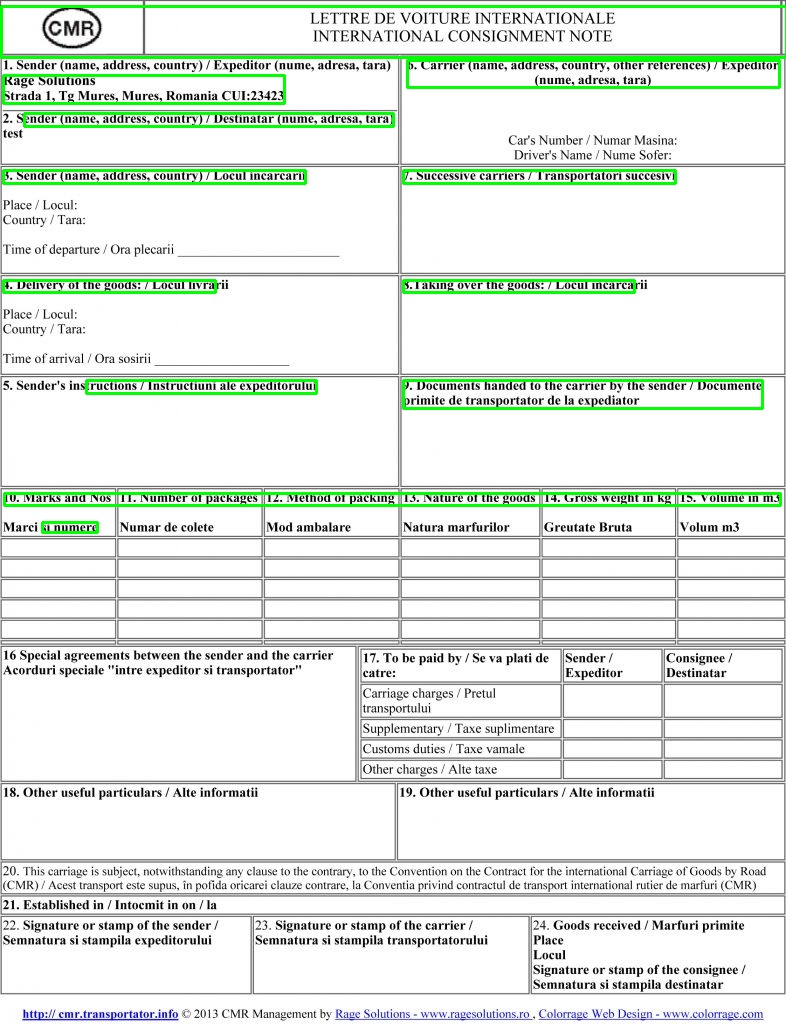 CMR
LETTRE DE VOITURE INTERNATIONALE
INTERNATIONAL CONSIGNMENT NOTE
1. Sender (name, address, country) / Expeditor (nume, adresa, tara)
Rage Solutions
Strada 1, Tg Mures, Mures, Romania CUI:23423
6. Carrier (name, address, country, other references) / Expeditor
(nume, adresa, tara)
2. Sender (name, address, country) / Destinatar (nume, adresa, tara)
test
Car's Number / Numar Masina:
Driver's Name / Nume Sofer:
3. Sender (name, address, country) / Locul incarcarii
Place / Locul:
Country / Tara:
Time of departure / Ora plecarii ________________________
7. Successive carriers / Transportatori succesivi
4. Delivery of the goods: / Locul livrarii
Place / Locul:
Country / Tara:
Time of arrival / Ora sosirii ____________________
8.Taking over the goods: / Locul incarcarii
5. Sender's instructions / Instructiuni ale expeditorului
9. Documents handed to the carrier by the sender / Documente
primite de transportator de la expediator
10. Marks and Nos 11. Number of packages 12. Method of packing 13. Nature of the goods 14. Gross weight in kg 15. Volume in m3
Marci si numere Numar de colete Mod ambalare Natura marfurilor Greutate Bruta Volum m3
16 Special agreements between the sender and the carrier
Acorduri speciale "intre expeditor si transportator"
17. To be paid by / Se va plati de
catre:
Sender /
Expeditor
Consignee /
Destinatar
Carriage charges / Pretul
transportului
Supplementary / Taxe suplimentare
Customs duties / Taxe vamale
Other charges / Alte taxe
18. Other useful particulars / Alte informatii
19. Other useful particulars / Alte informatii
20. This carriage is subject, notwithstanding any clause to the contrary, to the Convention on the Contract for the international Carriage of Goods by Road
(CMR) / Acest transport este supus, în pofida oricarei clauze contrare, la Conventia privind contractul de transport international rutier de marfuri (CMR)
21. Established in / Intocmit in on / la
22. Signature or stamp of the sender /
Semnatura si stampila expeditorului
23. Signature or stamp of the carrier /
Semnatura si stampila transportatorului
24. Goods received / Marfuri primite
Place
Locul
Signature or stamp of the consignee /
Semnatura si stampila destinatar
http:// cmr.transportator.info © 2013 CMR Management by Rage Solutions - www.ragesolutions.ro , Colorrage Web Design - www.colorrage.com